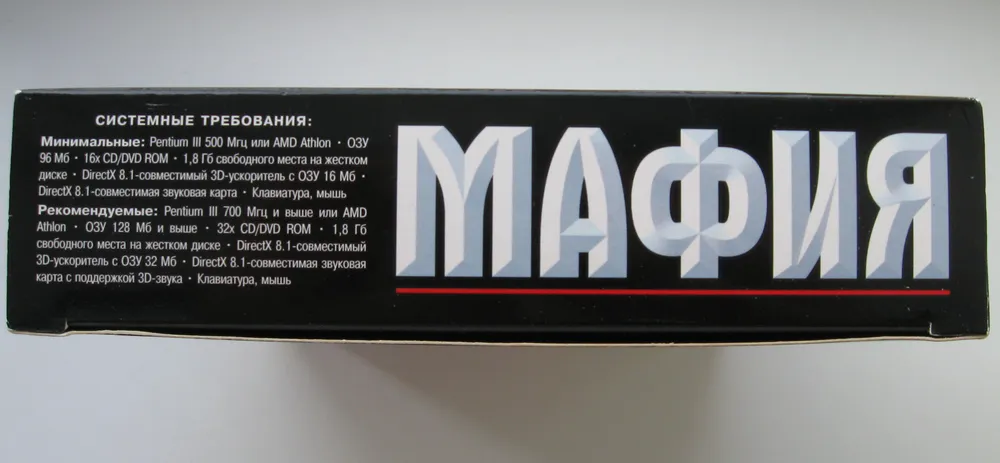 СИСТЕМНЫЕ ТРЕБОВАНИЯ:
Минимальные: Pentium III 500 Мгц или AMD Athlon · ОЗУ
96 Мб · 16x CD/DVD ROM · 1,8 Гб свободного места на жестком
диске · DirectX 8.1-совместимый 3D-ускоритель с ОЗУ 16 Мб ·
DirectX 8.1-совместимая звуковая карта · Клавиатура, мышь
Рекомендуемые: Pentium III 700 Мгц и выше или AMD
Athlon · ОЗУ 128 Мб и выше · 32x CD/DVD ROM · 1,8 Гб
свободного места на жестком диске · DirectX 8.1-совместимый
3D-ускоритель с ОЗУ 32 Мб · DirectX 8.1-совместимая звуковая
карта с поддержкой 3D-звука · Клавиатура, мышь
МАФИЯ